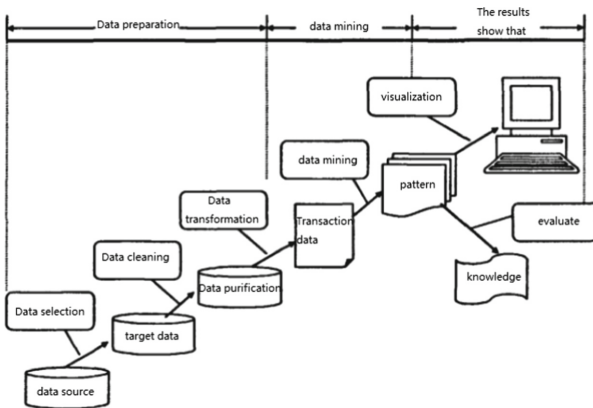 Data preparation
data mining
The results
show that
visualization
data mining
pattern
Data
transformation
Transaction
data
evaluate
Data cleaning
Data purification
knowledge
Data selection
target data
data source